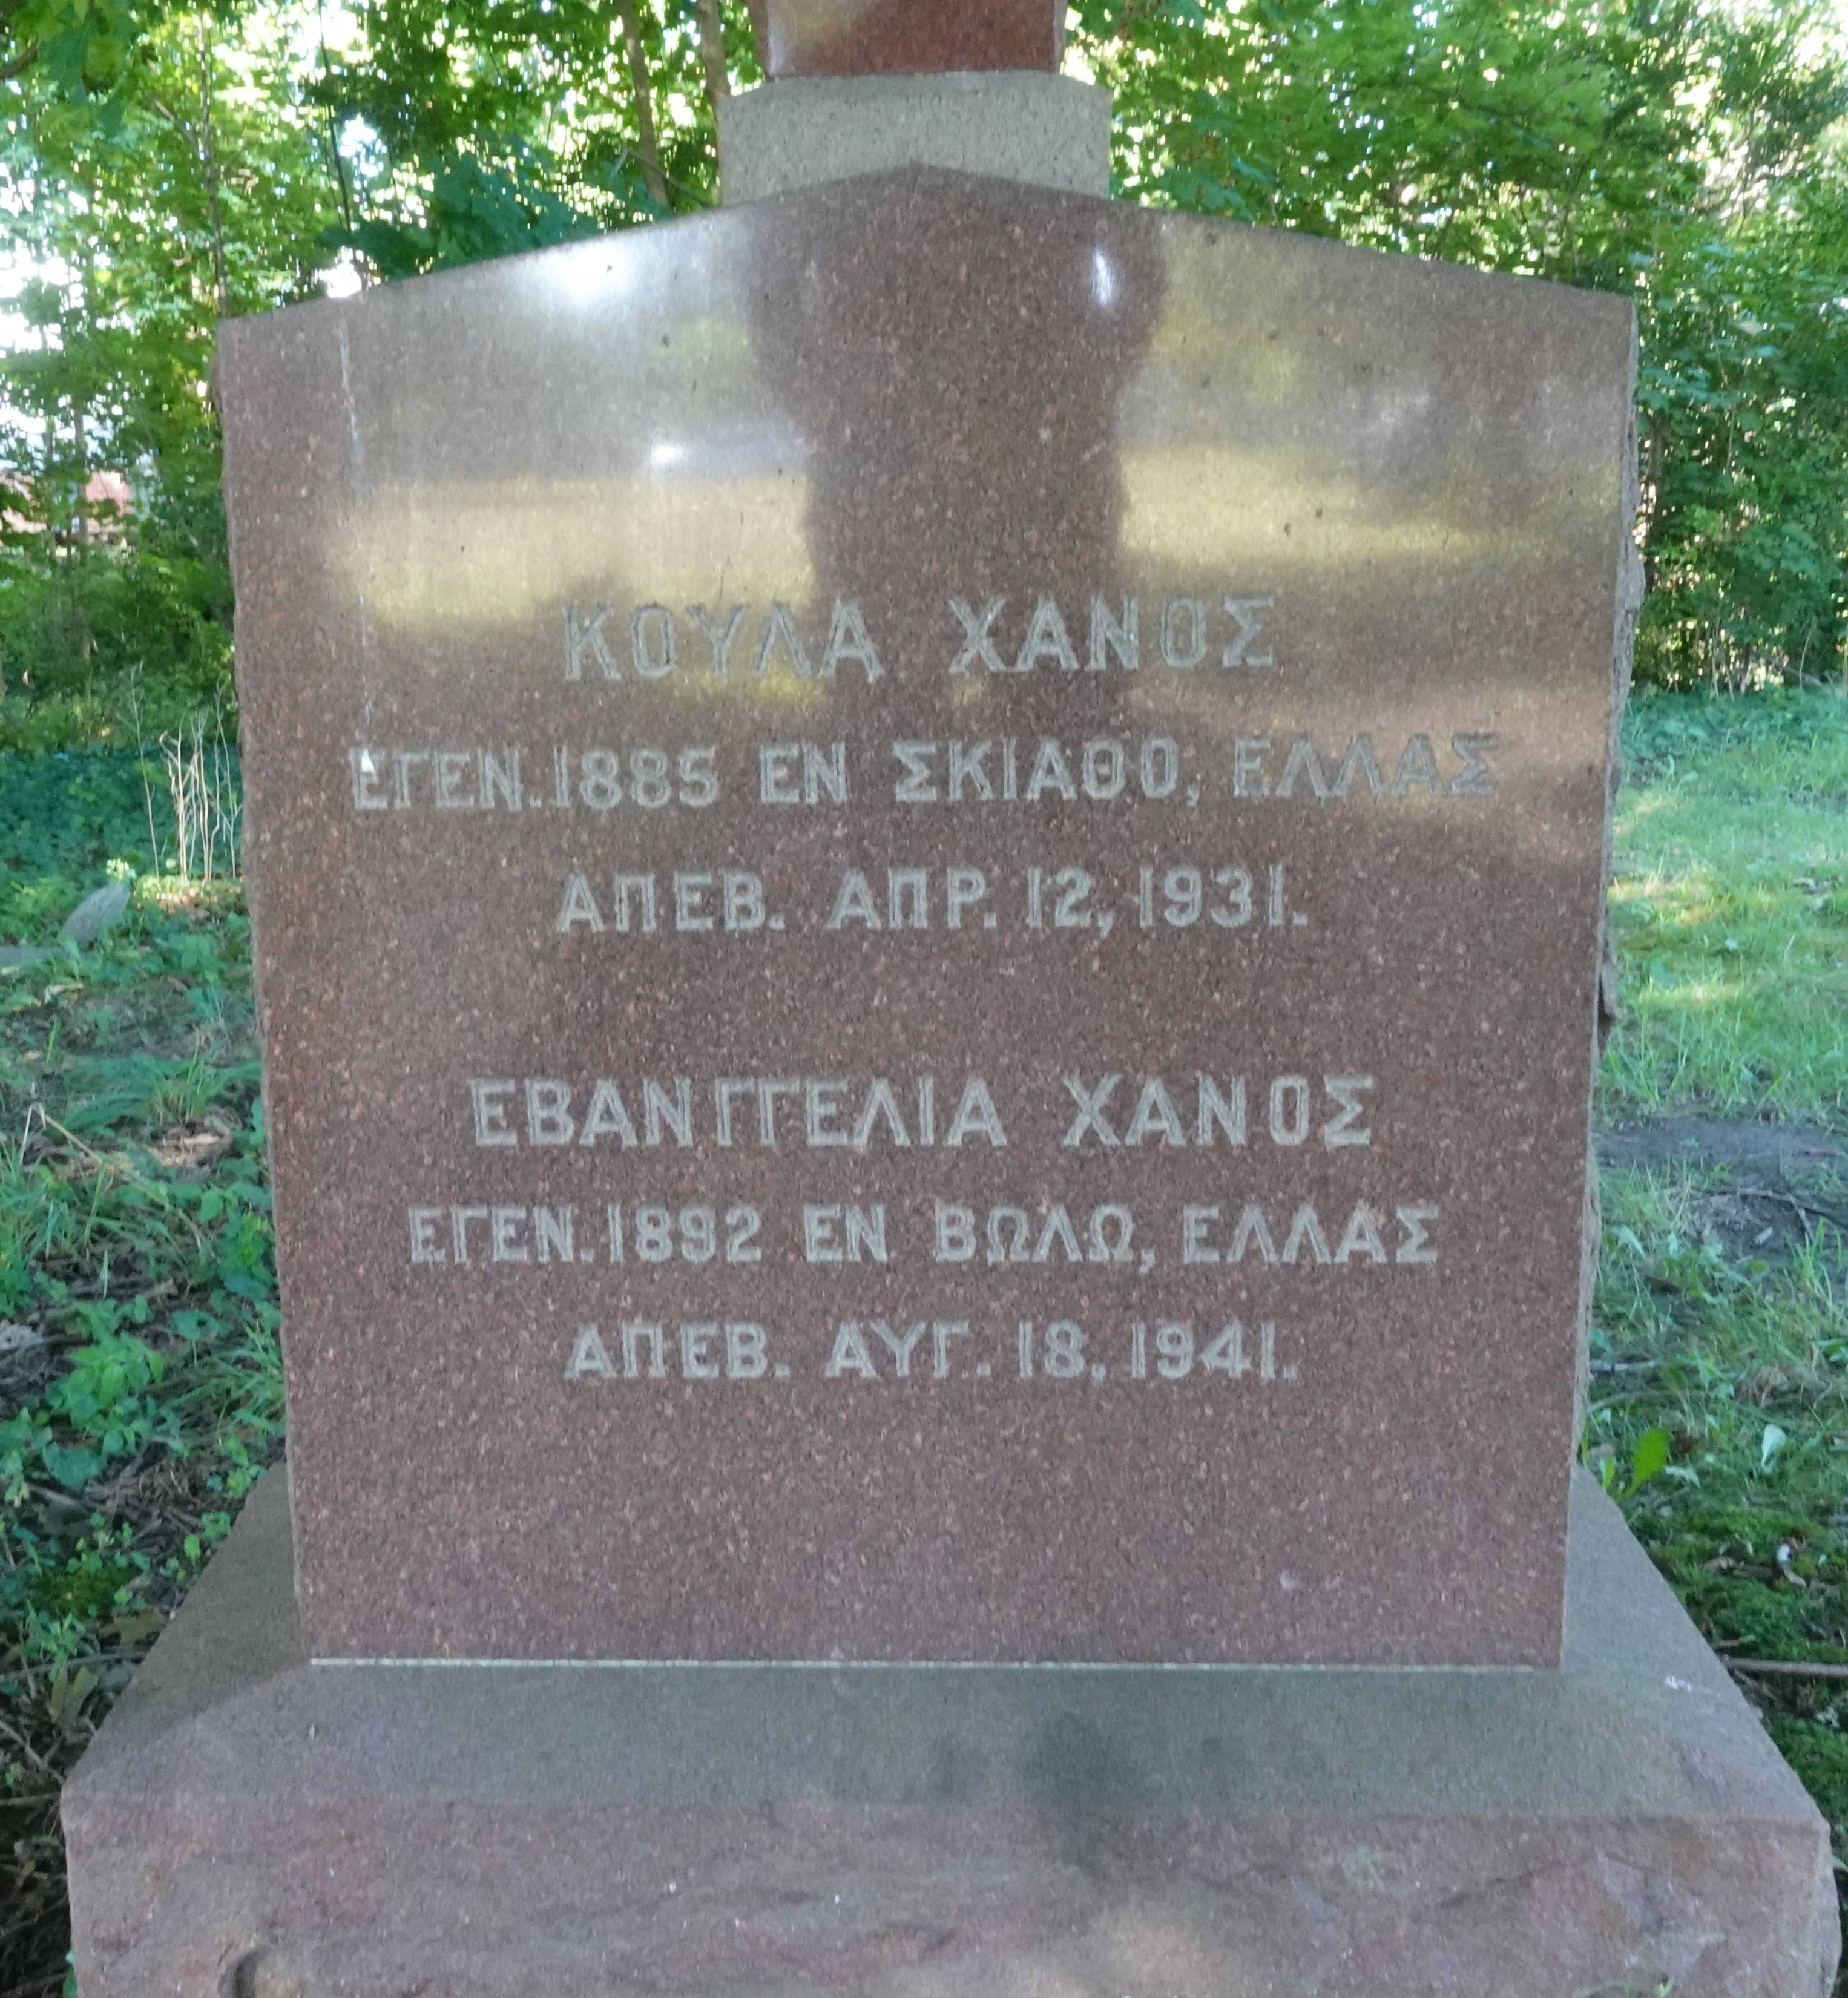 ΚΟΥΛΑ ΧΑΝΟΣ
ΕΓΕΝ. 1885 ΕΝ ΣΚΙΑΘΟ, ΕΛΛΑΣ
ΑΠΕΒ. ΑΠΡ. 12, 1931.
ΕΒΑΝΓΓΕΛΙΑ ΧΑΝΟΣ
ΕΓΕΝ. 1892 ΕΝ ΒΩΛΩ, ΕΛΛΑΣ
ΑΠΕΒ. ΑΥΓ. 18, 1941.